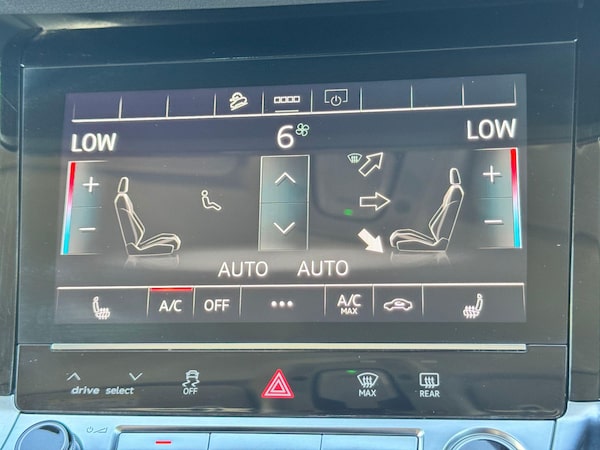 LOW 6 LOW
+ +
- -
AUTO AUTO
A/C OFF ... A/C MAX
drive select OFF MAX REAR